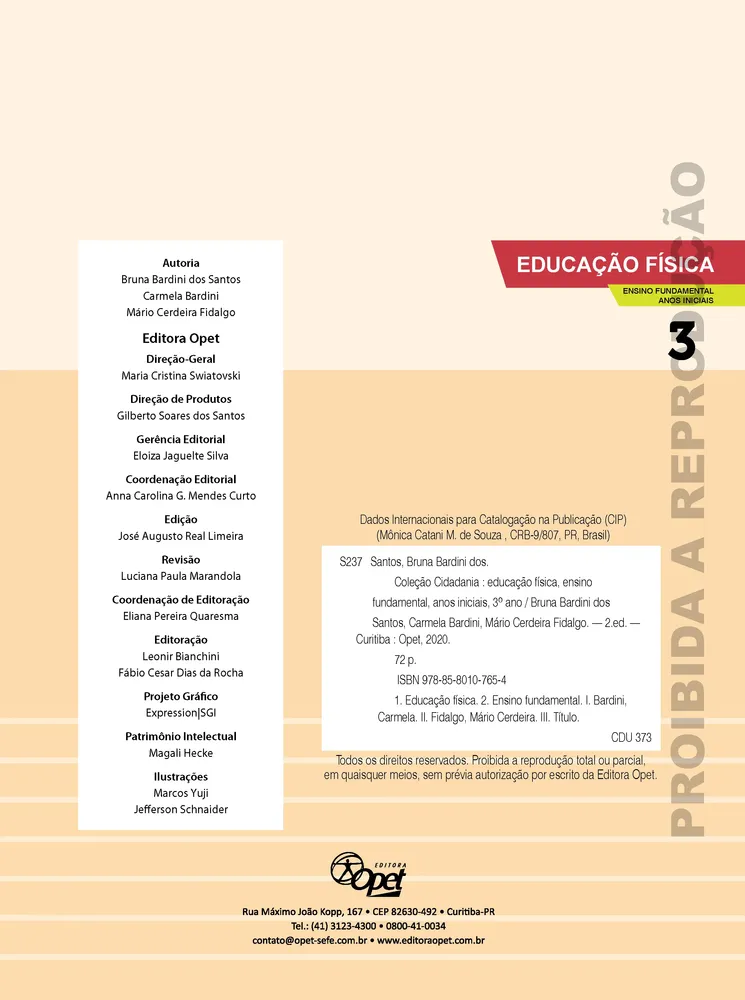 Autoria
Bruna Bardini dos Santos
Carmela Bardini
Mário Cerdeira Fidalgo
Editora Opet
Direção-Geral
Maria Cristina Swiatovski
Direção de Produtos
Gilberto Soares dos Santos
Gerência Editorial
Eloiza Jaguelte Silva
Coordenação Editorial
Anna Carolina G. Mendes Curto
Edição
José Augusto Real Limeira
Revisão
Luciana Paula Marandola
Coordenação de Editoração
Eliana Pereira Quaresma
Editoração
Leonir Bianchini
Fábio Cesar Dias da Rocha
Projeto Gráfico
Expression|SGI
Patrimônio Intelectual
Magali Hecke
Ilustrações
Marcos Yuji
Jefferson Schnaider
EDUCAÇÃO FÍSICA
ENSINO FUNDAMENTAL
ANOS INICIAIS
3
PROIBIDA A REPRODUÇÃO
Dados Internacionais para Catalogação na Publicação (CIP)
(Mônica Catani M. de Souza , CRB-9/807, PR, Brasil)
S237 Santos, Bruna Bardini dos.
Coleção Cidadania : educação física, ensino
fundamental, anos iniciais, 3º ano / Bruna Bardini dos
Santos, Carmela Bardini, Mário Cerdeira Fidalgo. — 2.ed. —
Curitiba : Opet, 2020.
72 p.
ISBN 978-85-8010-765-4
1. Educação física. 2. Ensino fundamental. I. Bardini,
Carmela. II. Fidalgo, Mário Cerdeira. III. Título.
CDU 373
Todos os direitos reservados. Proibida a reprodução total ou parcial,
em quaisquer meios, sem prévia autorização por escrito da Editora Opet.
EDITORA
Opet
Rua Máximo João Kopp, 167 • CEP 82630-492 • Curitiba-PR
Tel.: (41) 3123-4300 • 0800-41-0034
contato@opet-sefe.com.br • www.editoraopet.com.br